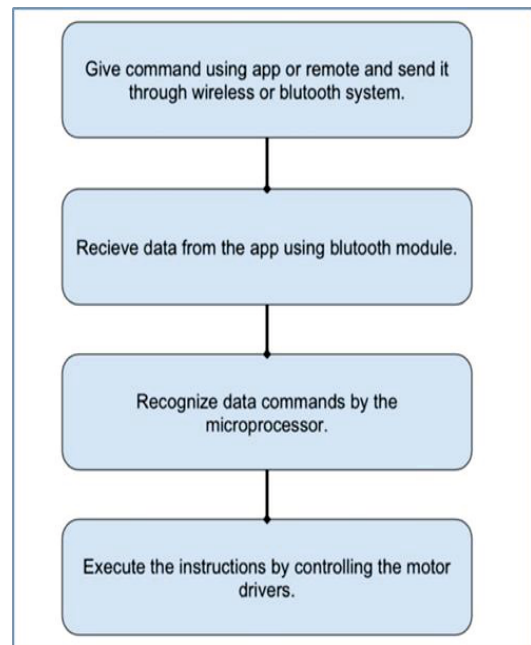 Give command using app or remote and send it
through wireless or blutooth system.
Recieve data from the app using blutooth module.
Recognize data commands by the
microprocessor.
Execute the instructions by controlling the motor
drivers.